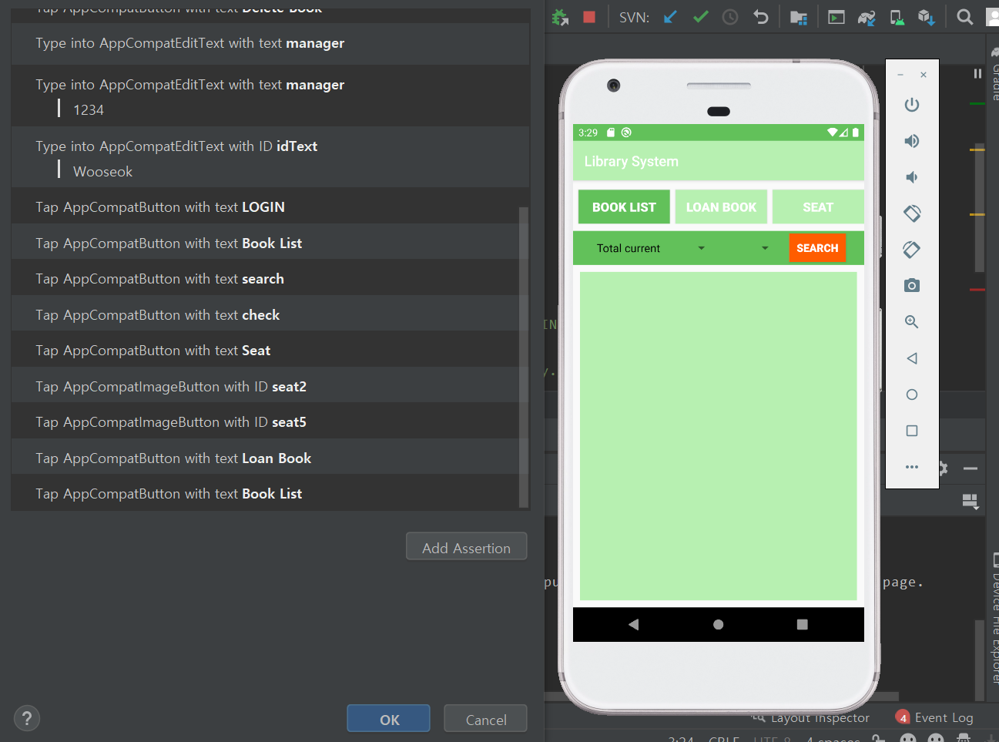 Tap AppCompatButton with text Delete Book
Type into AppCompatEditText with text manager
Type into AppCompatEditText with text manager
1234
Type into AppCompatEditText with ID idText
Wooseok
Tap AppCompatButton with text LOGIN
Tap AppCompatButton with text Book List
Tap AppCompatButton with text search
Tap AppCompatButton with text check
Tap AppCompatButton with text Seat
Tap AppCompatImageButton with ID seat2
Tap AppCompatImageButton with ID seat5
Tap AppCompatButton with text Loan Book
Tap AppCompatButton with text Book List
Add Assertion
?
OK
Cancel
SVN:
Gradle
3:29
Library System
BOOK LIST
LOAN BOOK
SEAT
Total current
SEARCH
IN
y.
pu
page.
Device File Explorer
Layout Inspector
4 Event Log
3:24 CRLF UTF-8 4 spaces